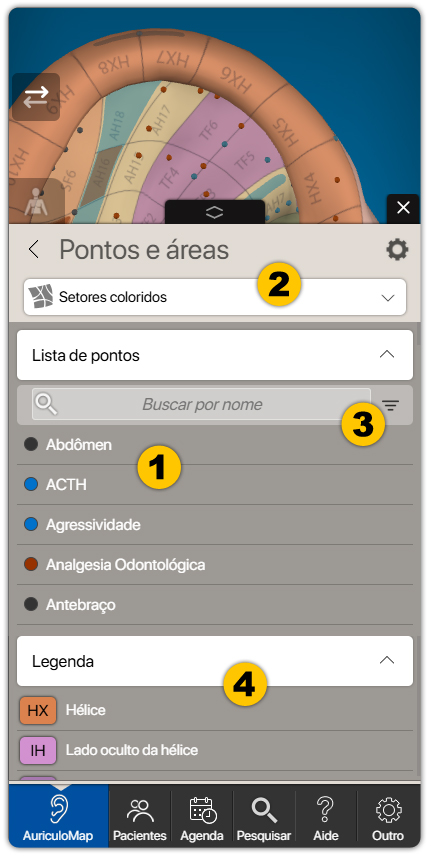 HX8
HX7
HX6
HX9
HX5
HX4
HX1
AH18
AH17
AH16
SF6
TF6
TF5
TF4
TF2
Pontos e áreas
Setores coloridos
2
Lista de pontos
Buscar por nome
3
Abdômen
1
ACTH
Agressividade
Analgesia Odontológica
Antebraço
Legenda
4
HX Hélice
IH Lado oculto da hélice
AuriculoMap Pacientes Agenda Pesquisar Aide Outro